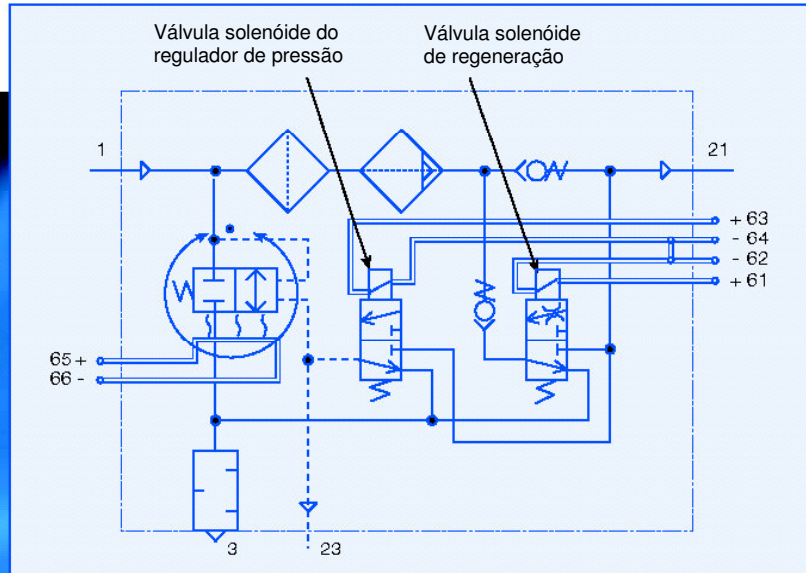 Válvula solenóide do
regulador de pressão
Válvula solenóide
de regeneração
1
21
+ 63
- 64
- 62
+ 61
65 +
66 -
3
23